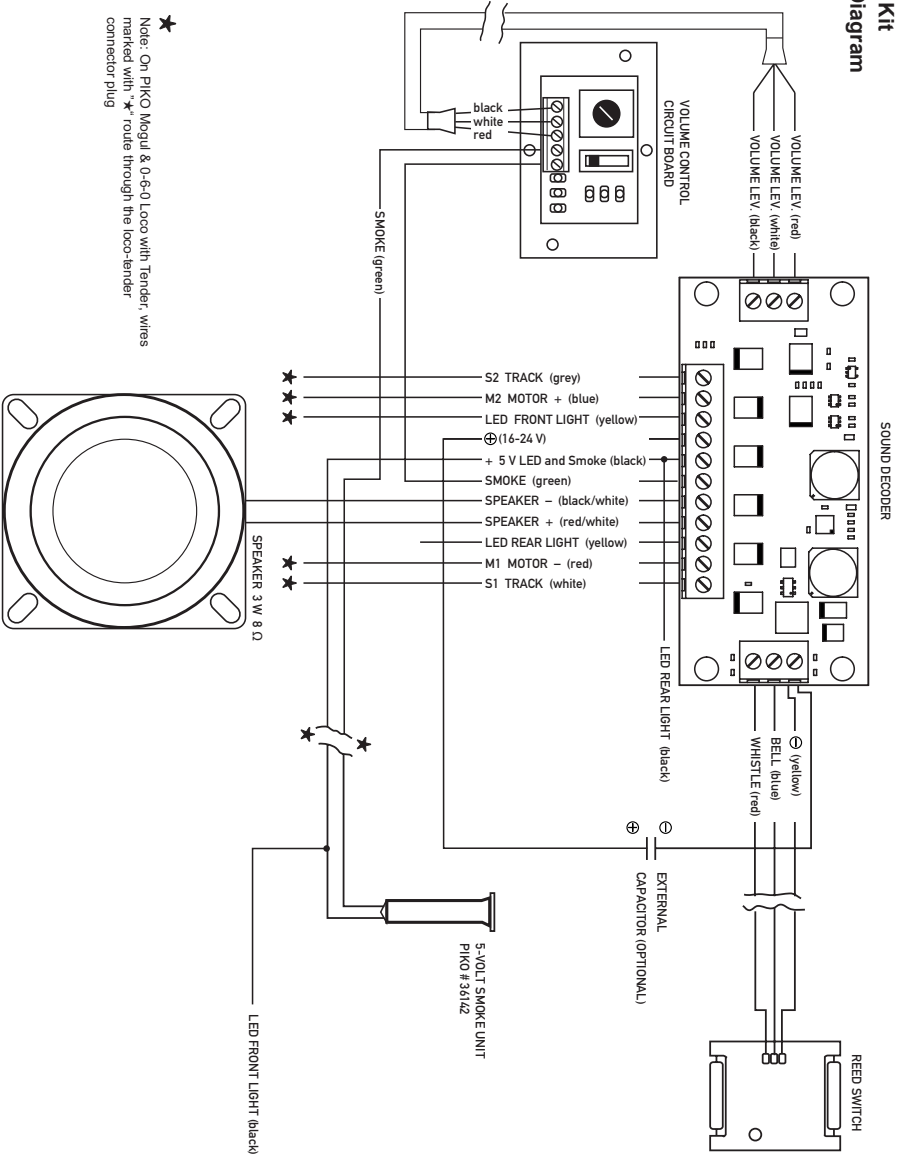 Kit
Diagram
SOUND DECODER
VOLUME LEV. (red)
VOLUME LEV. (white)
VOLUME LEV. (black)
VOLUME CONTROL
CIRCUIT BOARD
black
white
red
SMOKE (green)
S2 TRACK (grey)
M2 MOTOR + (blue)
LED FRONT LIGHT (yellow)
⊕ (16-24 V)
+ 5 V LED and Smoke (black)
SMOKE (green)
SPEAKER – (black/white)
SPEAKER + (red/white)
LED REAR LIGHT (yellow)
M1 MOTOR – (red)
S1 TRACK (white)
LED REAR LIGHT (black)
⊖ (yellow)
BELL (blue)
WHISTLE (red)
⊖
⊕
EXTERNAL
CAPACITOR (OPTIONAL)
REED SWITCH
5-VOLT SMOKE UNIT
PIKO # 36142
LED FRONT LIGHT (black)
SPEAKER 3 W 8 Ω
★
Note: On PIKO Mogul & 0-6-0 Loco with Tender, wires
marked with "★" route through the loco-tender
connector plug